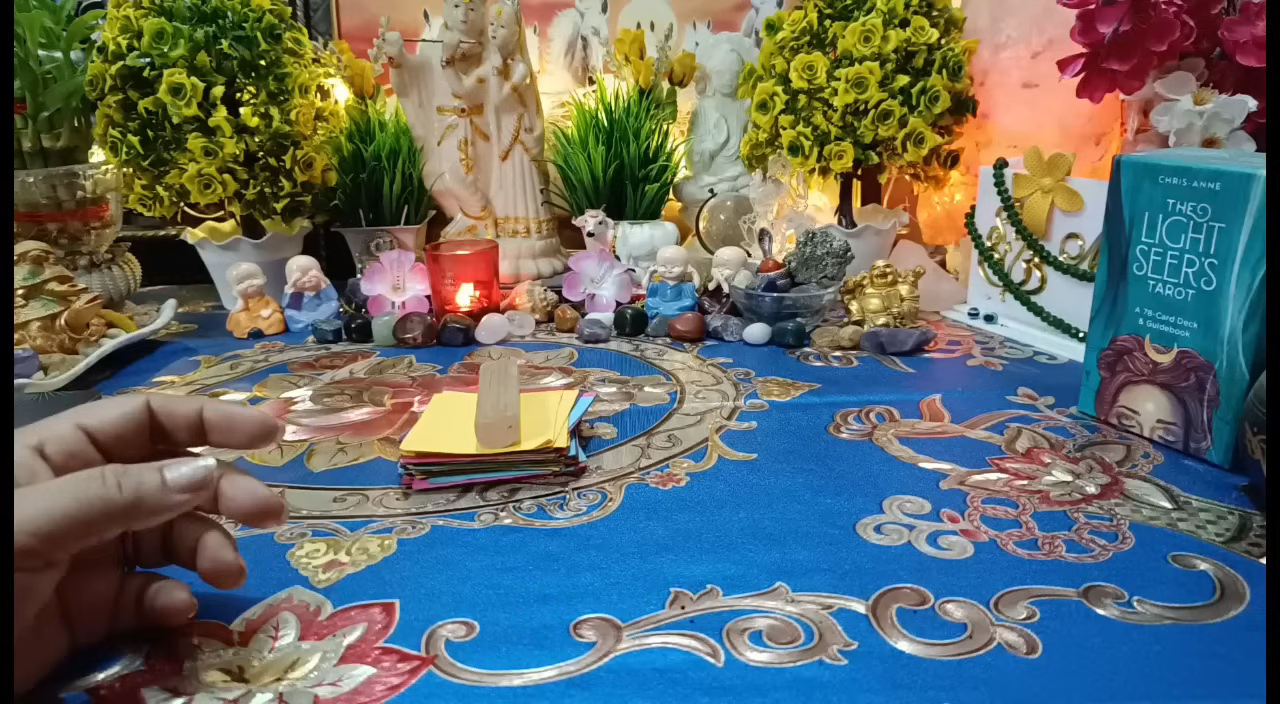 CHRIS-ANNE
THE
LIGHT
SEER'S
TAROT
A 78-Card Deck
& Guidebook